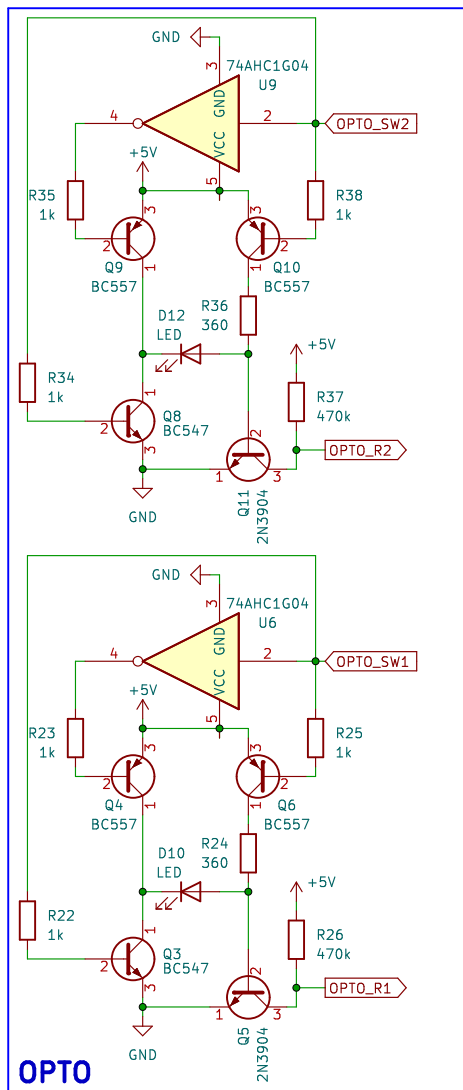 GND
3
74AHC1G04
U9
GND
VCC
4
2
OPTO_SW2
5
+5V
R35
1k
R38
1k
3
2
1
Q9
BC557
3
2
1
Q10
BC557
R36
360
D12
LED
+5V
R34
1k
R37
470k
1
2
3
Q8
BC547
2
1
3
OPTO_R2
Q11
2N3904
GND
GND
3
74AHC1G04
U6
GND
VCC
4
2
OPTO_SW1
5
+5V
R23
1k
R25
1k
3
2
1
Q4
BC557
3
2
1
Q6
BC557
R24
360
D10
LED
+5V
R22
1k
R26
470k
1
2
3
Q3
BC547
2
1
3
OPTO_R1
Q5
2N3904
GND
OPTO